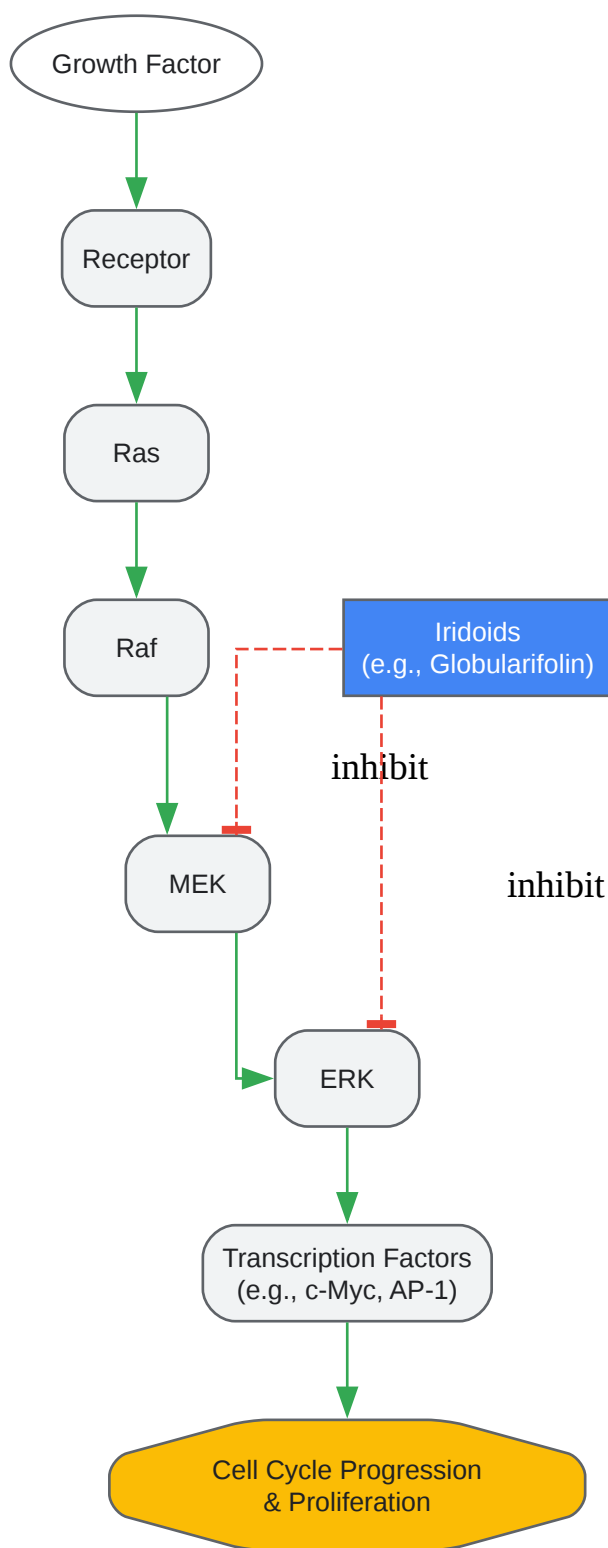 Growth Factor
Receptor
Ras
Raf
Iridoids
(e.g., Globularifolin)
inhibit
MEK
inhibit
ERK
Transcription Factors
(e.g., c-Myc, AP-1)
Cell Cycle Progression
& Proliferation